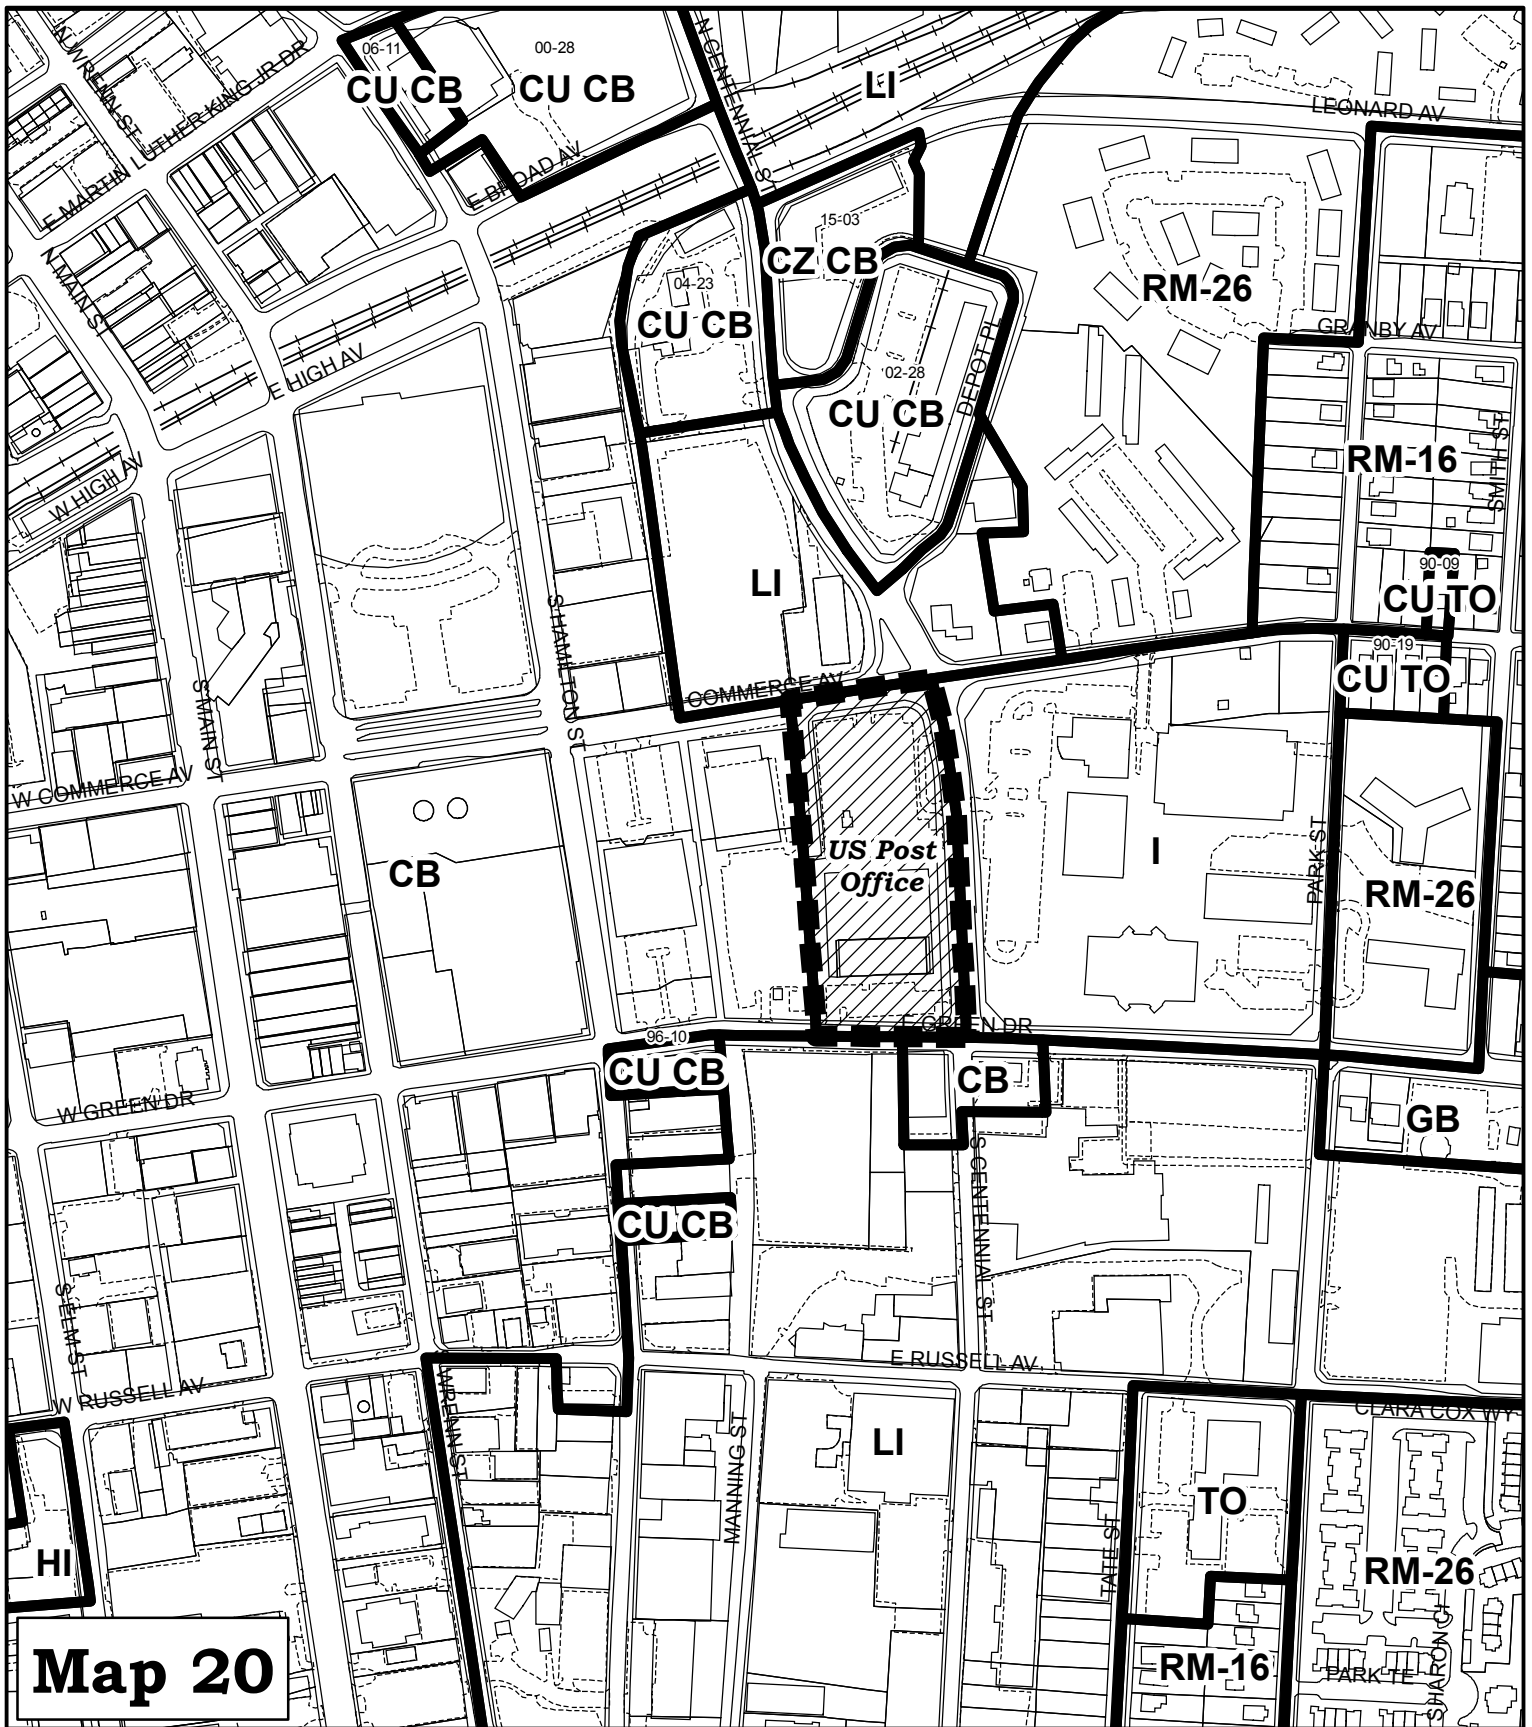 N WRENN ST
06-11
CU CB
00-28
CU CB
N CENTENNIAL ST
LI
LEONARD AV
E MARTIN LUTHER KING JR DR
E BROAD AV
N MAIN ST
15-03
CZ CB
04-23
CU CB
RM-26
GRANBY AV
E HIGH AV
02-28
CU CB
DEPOT PL
W HIGH AV
RM-16
SMITH ST
LI
90-09
CU TO
S HAMILTON ST
90-19
CU TO
COMMERCE AV
S MAIN ST
W COMMERCE AV
CB
US Post
Office
I
PARK ST
RM-26
E GREEN DR
96-10
CU CB
CB
W GREEN DR
GB
S CENTENNIAL ST
CU CB
S ELM ST
E RUSSELL AV
W RUSSELL AV
S WRENN ST
CLARA COX WY
MANNING ST
LI
TO
TATE ST
HI
RM-26
Map 20
RM-16
PARK TE
SHARON CI